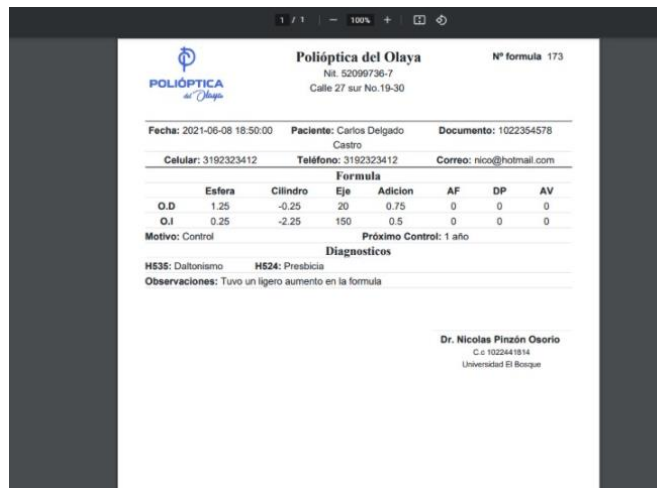 1 / 1 | — 100% +
POLIÓPTICA
del Olaya
Polióptica del Olaya
Nit. 52099736-7
Calle 27 sur No.19-30
Nº formula 173
Fecha: 2021-06-08 18:50:00 Paciente: Carlos Delgado Castro Documento: 1022354578
Celular: 3192323412 Teléfono: 3192323412 Correo: nico@hotmail.com
Formula
Esfera Cilindro Eje Adicion AF DP AV
O.D 1.25 -0.25 20 0.75 0 0 0
O.I 0.25 -2.25 150 0.5 0 0 0
Motivo: Control Próximo Control: 1 año
Diagnosticos
H535: Daltonismo H524: Presbicia
Observaciones: Tuvo un ligero aumento en la formula
Dr. Nicolas Pinzón Osorio
C.c 1022441814
Universidad El Bosque